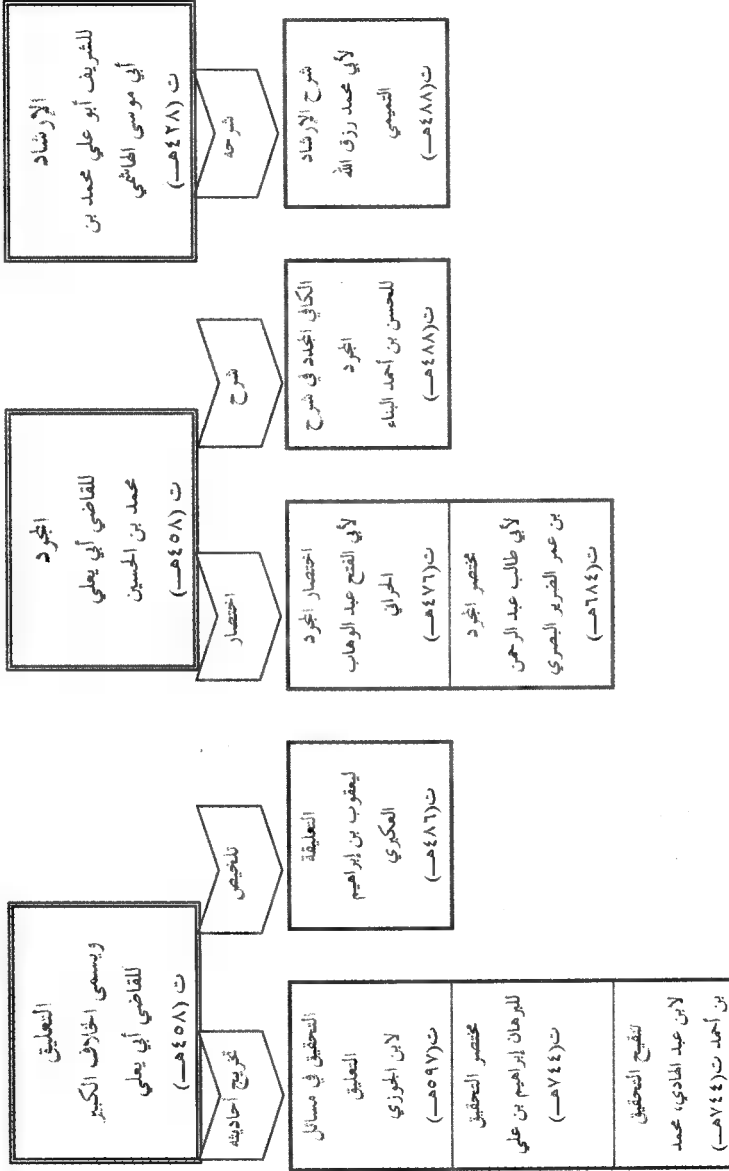 الإرشاد
للشريف أبو علي محمد بن
أبي موسى الهاشمي
ت (٤٢٨هـ)
شرحه
شرح الإرشاد
لأبي محمد رزق الله
التميمي
ت(٤٨٨هـ)
المجرد
للقاضي أبي يعلي
محمد بن الحسين
ت (٤٥٨هـ)
شرح
الكافي المجدد في شرح
المجرد
للحسن بن أحمد البناء
ت(٤٨٨هـ)
اختصار
اختصار المجرد
لأبي الفتح عبد الوهاب
الحراني
ت(٤٧٦هـ)
مختصر المجرد
لأبي طالب عبد الرحمن
بن عمر الضرير البصري
ت(٦٨٤هـ)
التعليق
ويسمى الخلاف الكبير
للقاضي أبي يعلي
ت (٤٥٨هـ)
تلخيص
التعليقة
ليعقوب بن إبراهيم
العكبري
ت(٤٨٦هـ)
تخريج أحاديثه
التحقيق في مسائل
التعليق
لابن الجوزي
ت(٥٩٧هـ)
مختصر التحقيق
للبرهان إبراهيم بن علي
ت(٧٤٤هـ)
تنقيح التحقيق
لابن عبد الهادي، محمد
بن أحمد ت(٧٤٤هـ)